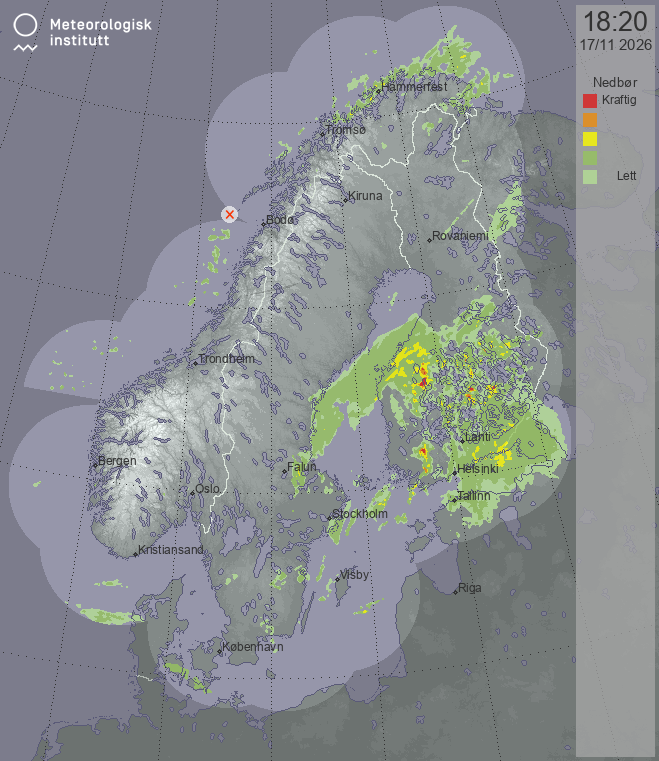 Meteorologisk
institutt
18:20
17/11 2026
Nedbør
Kraftig
Lett
Hammerfest
Tromsø
Kiruna
Bodø
Rovaniemi
Trondheim
Lahti
Bergen
Falun
Helsinki
Oslo
Tallinn
Stockholm
Kristiansand
Visby
Riga
København